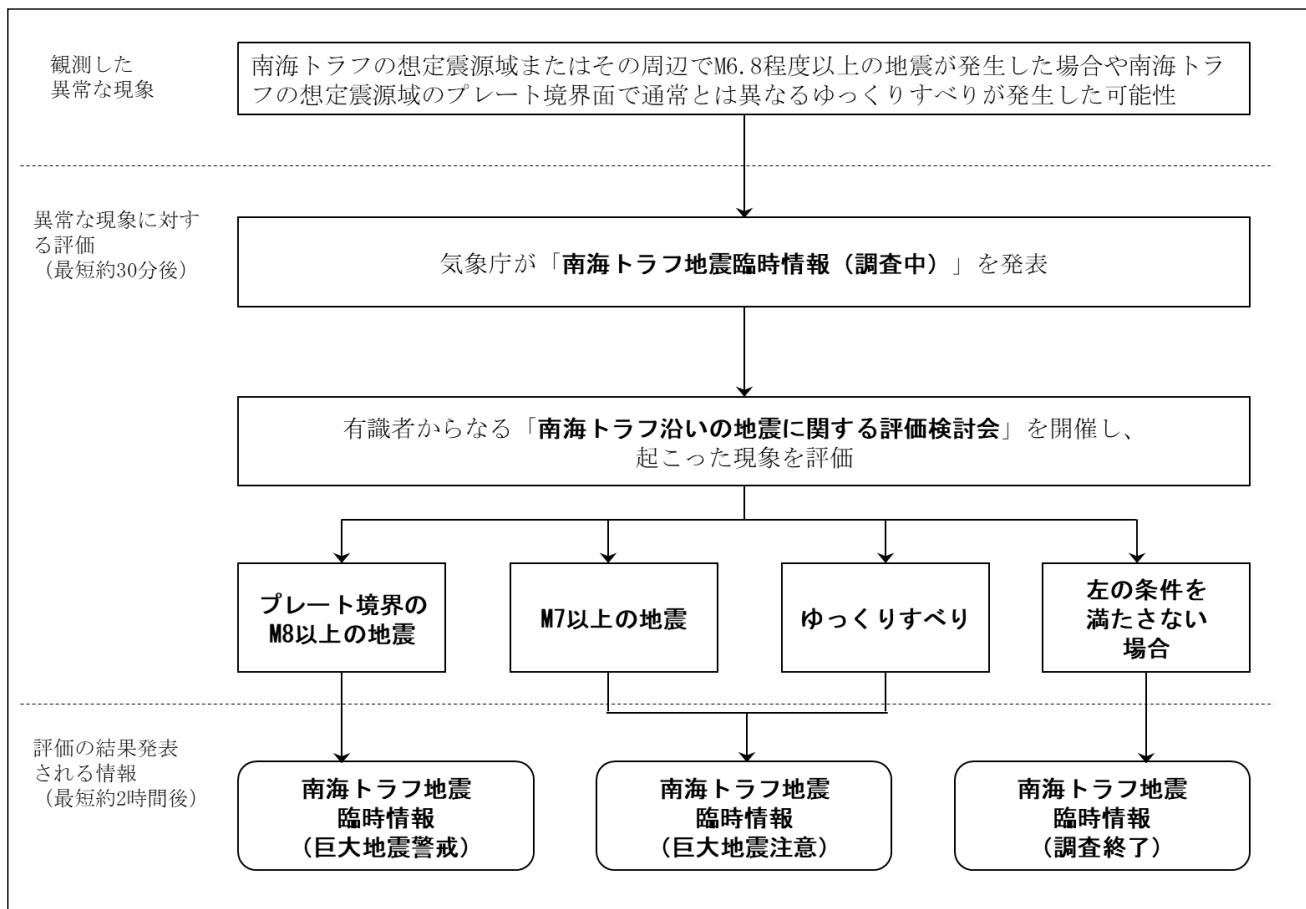 観測した
異常な現象
南海トラフの想定震源域またはその周辺でM6.8程度以上の地震が発生した場合や南海トラ
フの想定震源域のプレート境界面で通常とは異なるゆっくりすべりが発生した可能性
異常な現象に対す
る評価
（最短約30分後）
気象庁が「南海トラフ地震臨時情報（調査中）」を発表
有識者からなる「南海トラフ沿いの地震に関する評価検討会」を開催し、
起こった現象を評価
プレート境界の
M8以上の地震
M7以上の地震
ゆっくりすべり
左の条件を
満たさない
場合
評価の結果発表
される情報
（最短約2時間後）
南海トラフ地震
臨時情報
（巨大地震警戒）
南海トラフ地震
臨時情報
（巨大地震注意）
南海トラフ地震
臨時情報
（調査終了）